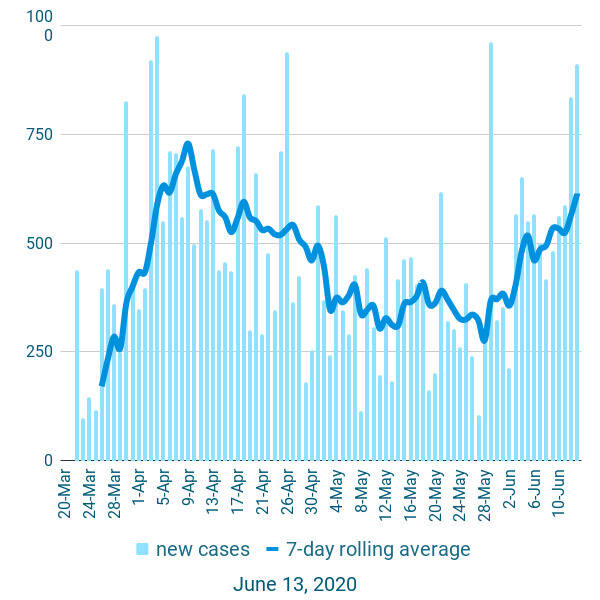 100
0
750
500
250
0
20-Mar
24-Mar
28-Mar
1-Apr
5-Apr
9-Apr
13-Apr
17-Apr
21-Apr
26-Apr
30-Apr
4-May
8-May
12-May
16-May
20-May
24-May
28-May
2-Jun
6-Jun
10-Jun
new cases 7-day rolling average
June 13, 2020